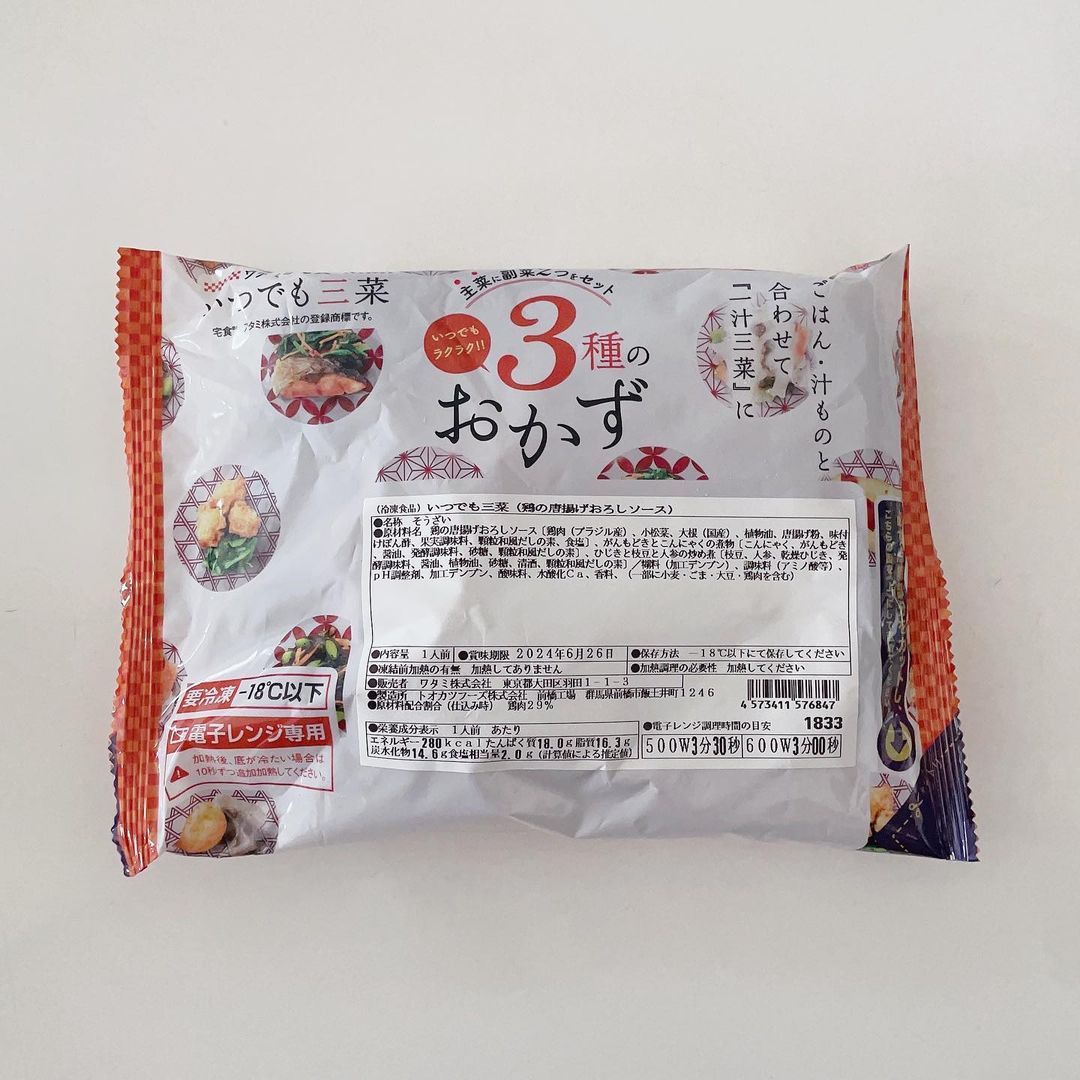 いつでも三菜
宅食 ワタミ株式会社の登録商標です。
主菜に副菜2つをセット
いつでも
ラクラク!!
3種の
おかず
ごはん・汁ものと
合わせて
『一汁三菜』に
(冷凍食品) いつでも三菜 (鶏の唐揚げおろしソース)
●名称 そうざい
●原材料名 鶏の唐揚げおろしソース[鶏肉(ブラジル産)、小松菜、大根(国産)、植物油、唐揚げ粉、味付
けぽん酢、果実調味料、顆粒和風だしの素、食塩]、がんもどきとこんにゃくの煮物[こんにゃく、がんもどき
、醤油、発酵調味料、砂糖、顆粒和風だしの素]、ひじきと枝豆と人参の炒め煮[枝豆、人参、乾燥ひじき、発
酵調味料、醤油、植物油、砂糖、清酒、顆粒和風だしの素]/糊料(加工デンプン)、調味料(アミノ酸等)、
pH調整剤、加工デンプン、酸味料、水酸化Ca、香料、(一部に小麦・ごま・大豆・鶏肉を含む)
●内容量 1人前 ●賞味期限 2024年6月26日 ●保存方法 -18℃以下にて保存してください
●凍結前加熱の有無 加熱してありません ●加熱調理の必要性 加熱してください
●販売者 ワタミ株式会社 東京都大田区羽田1-1-3
●製造所 トオカツフーズ株式会社 前橋工場 群馬県前橋市飯土井町1246
●原材料配合割合(仕込み時) 鶏肉29%
4 573411 576847
●栄養成分表示 1人前 あたり
エネルギー280kcalたんぱく質18.0g脂質16.3g
炭水化物14.6g食塩相当量2.0g(計算値による推定値)
●電子レンジ調理時間の目安 1833
500W3分30秒 600W3分00秒
要冷凍-18℃以下
電子レンジ専用
加熱後、底が冷たい場合は
10秒ずつ追加加熱してください。